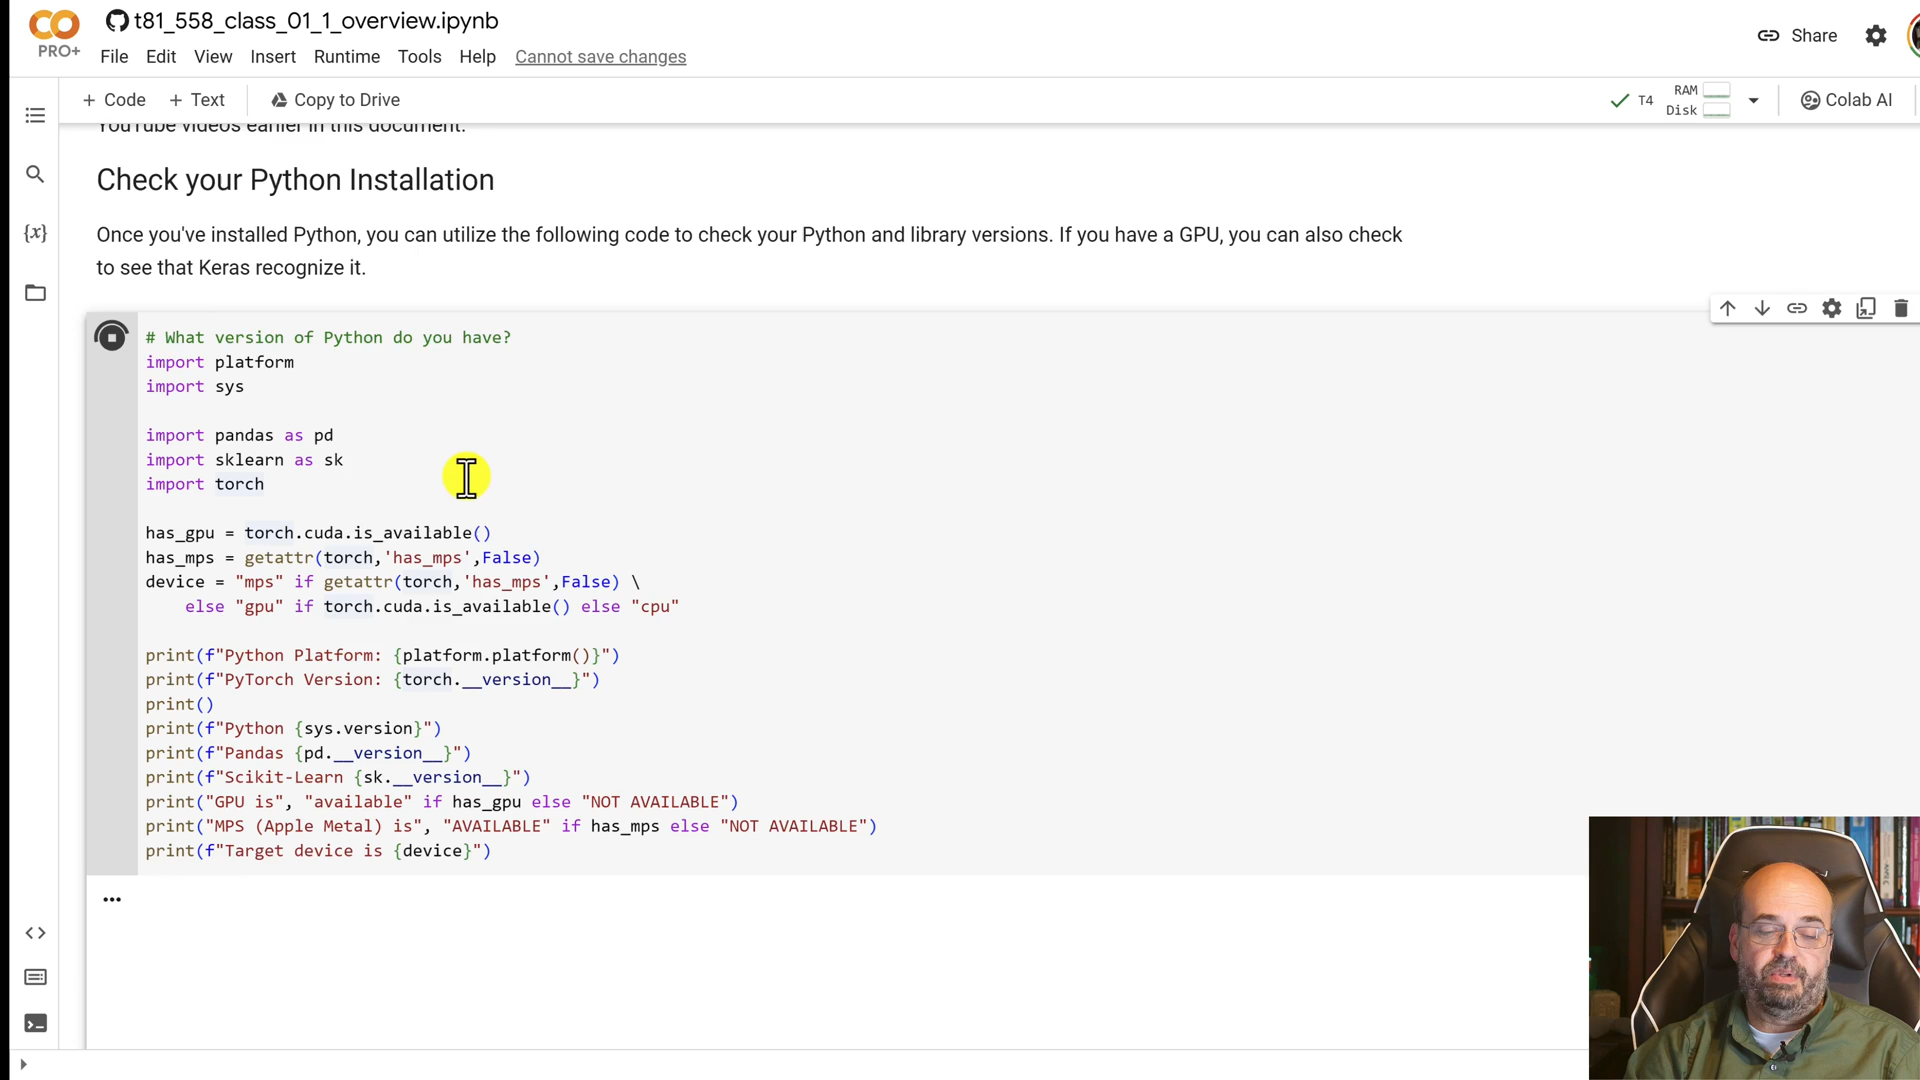 t81_558_class_01_1_overview.ipynb
PRO+
File Edit View Insert Runtime Tools Help Cannot save changes
Share
+ Code + Text Copy to Drive
T4 RAM Disk
Colab AI
YouTube videos earlier in this document.
Check your Python Installation
Once you've installed Python, you can utilize the following code to check your Python and library versions. If you have a GPU, you can also check
to see that Keras recognize it.
{x}
# What version of Python do you have?
import platform
import sys
import pandas as pd
import sklearn as sk
import torch
has_gpu = torch.cuda.is_available()
has_mps = getattr(torch,'has_mps',False)
device = "mps" if getattr(torch,'has_mps',False) \
else "gpu" if torch.cuda.is_available() else "cpu"
print(f"Python Platform: {platform.platform()}")
print(f"PyTorch Version: {torch.__version__}")
print()
print(f"Python {sys.version}")
print(f"Pandas {pd.__version__}")
print(f"Scikit-Learn {sk.__version__}")
print("GPU is", "available" if has_gpu else "NOT AVAILABLE")
print("MPS (Apple Metal) is", "AVAILABLE" if has_mps else "NOT AVAILABLE")
print(f"Target device is {device}")